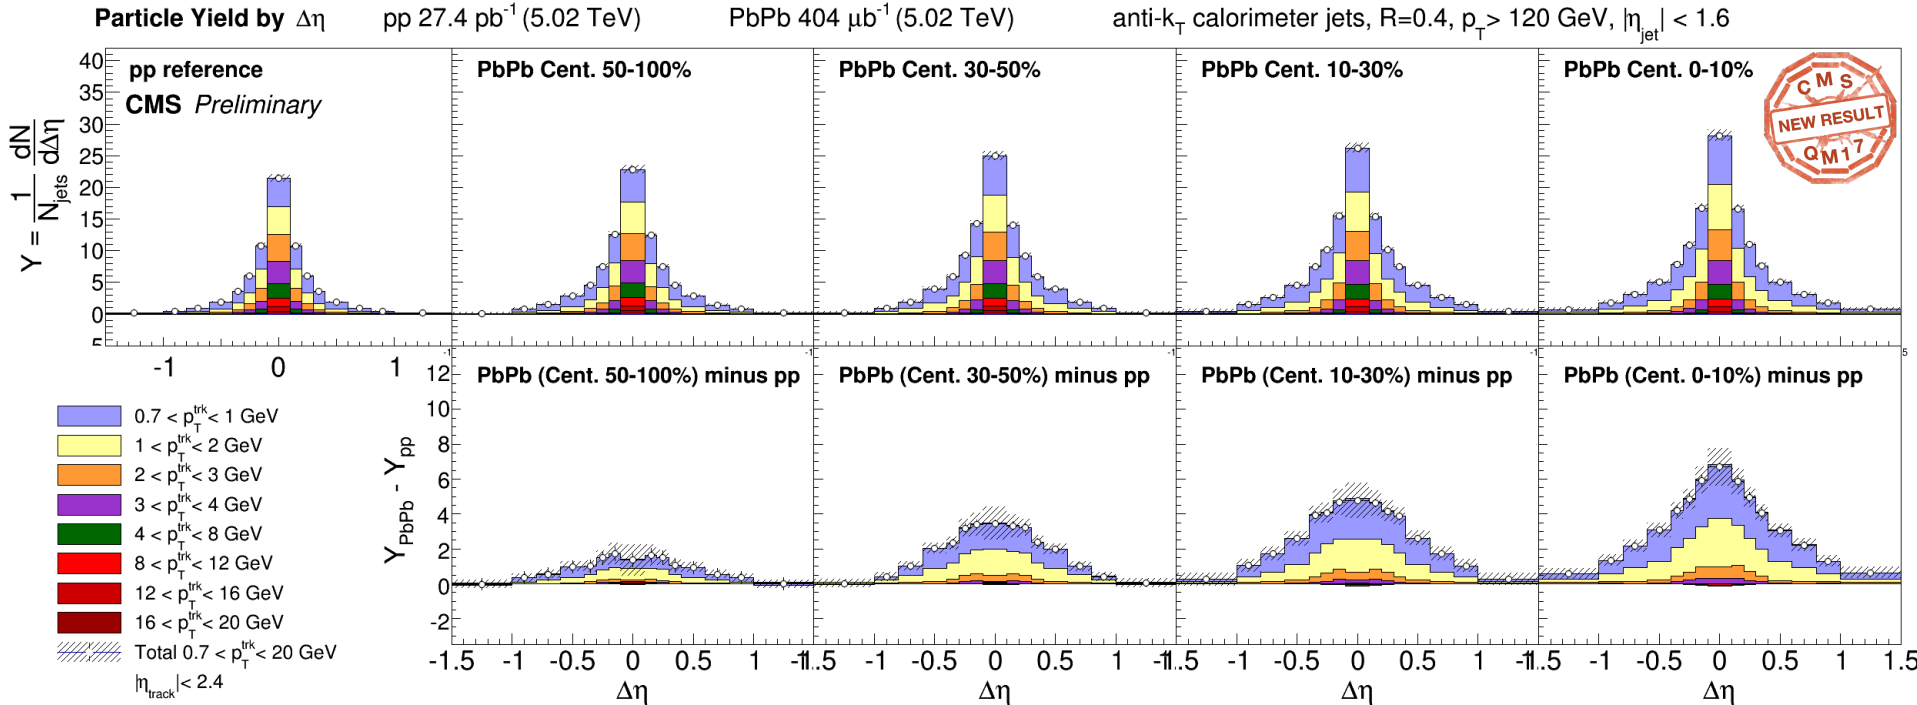 Particle Yield by Δη pp 27.4 pb⁻¹ (5.02 TeV) PbPb 404 μb⁻¹ (5.02 TeV) anti-k_T calorimeter jets, R=0.4, p_T > 120 GeV, |η_jet| < 1.6
pp reference
CMS Preliminary
PbPb Cent. 50-100%
PbPb Cent. 30-50%
PbPb Cent. 10-30%
PbPb Cent. 0-10%
CMS
NEW RESULT
QM17
Y = 1/N_jets dN/dΔη
40
35
30
25
20
15
10
5
0
5
-1 0 1
-1 -1 -1 5
PbPb (Cent. 50-100%) minus pp
PbPb (Cent. 30-50%) minus pp
PbPb (Cent. 10-30%) minus pp
PbPb (Cent. 0-10%) minus pp
0.7 < p_T^trk < 1 GeV
1 < p_T^trk < 2 GeV
2 < p_T^trk < 3 GeV
3 < p_T^trk < 4 GeV
4 < p_T^trk < 8 GeV
8 < p_T^trk < 12 GeV
12 < p_T^trk < 16 GeV
16 < p_T^trk < 20 GeV
Total 0.7 < p_T^trk < 20 GeV
|η_track| < 2.4
Y_PbPb - Y_pp
12
10
8
6
4
2
0
-2
-1.5 -1 -0.5 0 0.5 1 -1.5 -1 -0.5 0 0.5 1 -1.5 -1 -0.5 0 0.5 1 -1.5 -1 -0.5 0 0.5 1 1.5
Δη Δη Δη Δη